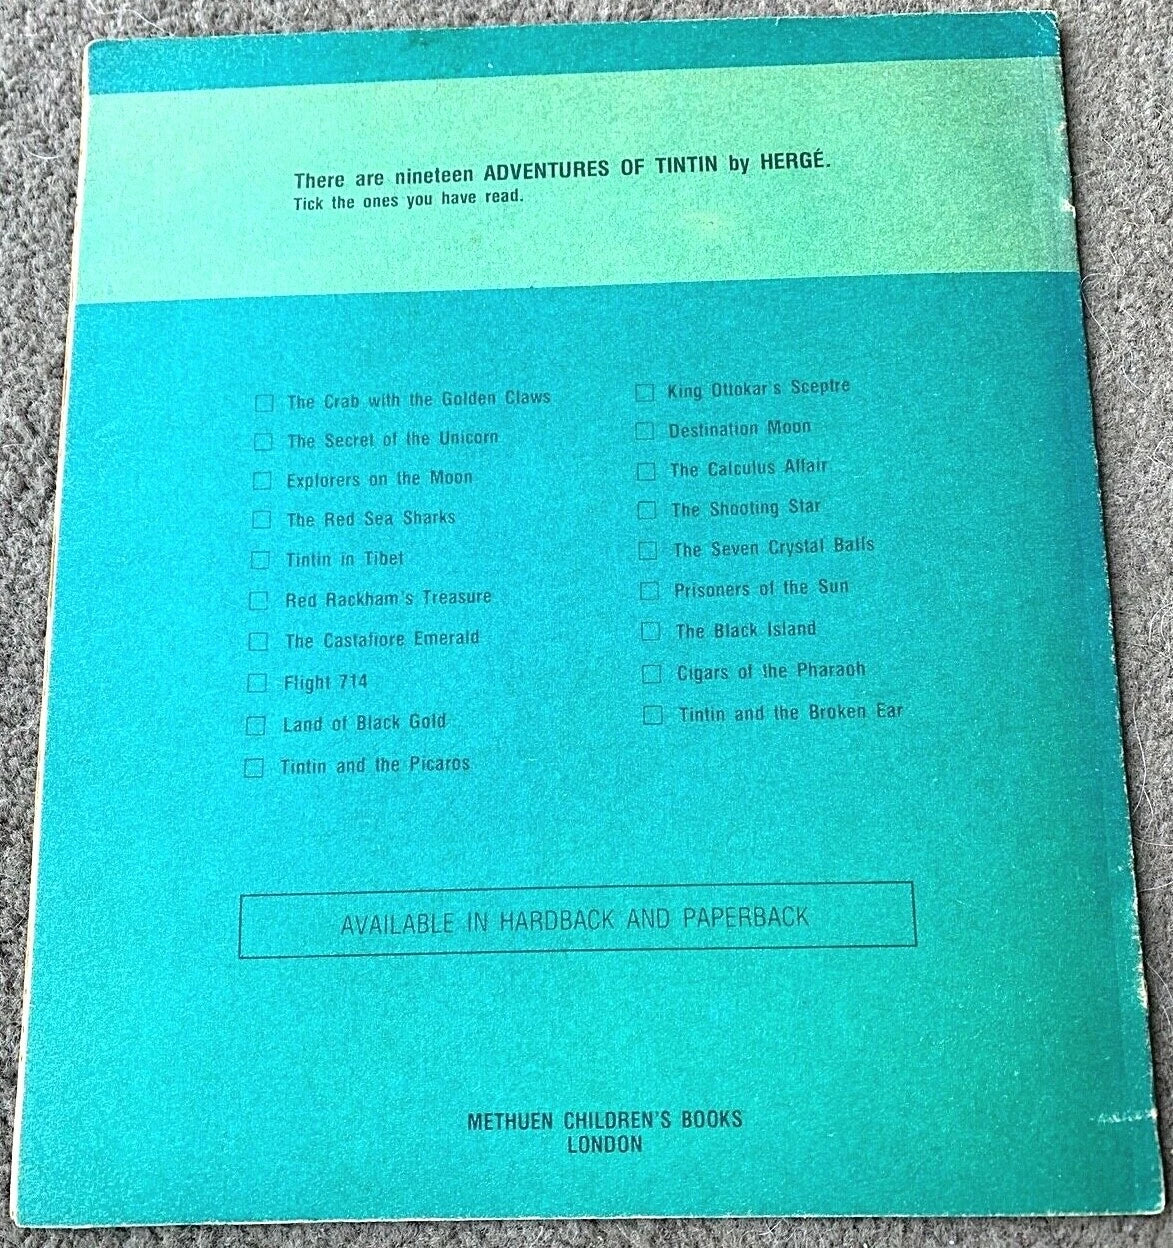 There are nineteen ADVENTURES OF TINTIN by HERGÉ.
Tick the ones you have read.
The Crab with the Golden Claws
The Secret of the Unicorn
Explorers on the Moon
The Red Sea Sharks
Tintin in Tibet
Red Rackham's Treasure
The Castafiore Emerald
Flight 714
Land of Black Gold
Tintin and the Picaros
King Ottokar's Sceptre
Destination Moon
The Calculus Affair
The Shooting Star
The Seven Crystal Balls
Prisoners of the Sun
The Black Island
Cigars of the Pharaoh
Tintin and the Broken Ear
AVAILABLE IN HARDBACK AND PAPERBACK
METHUEN CHILDREN'S BOOKS
LONDON